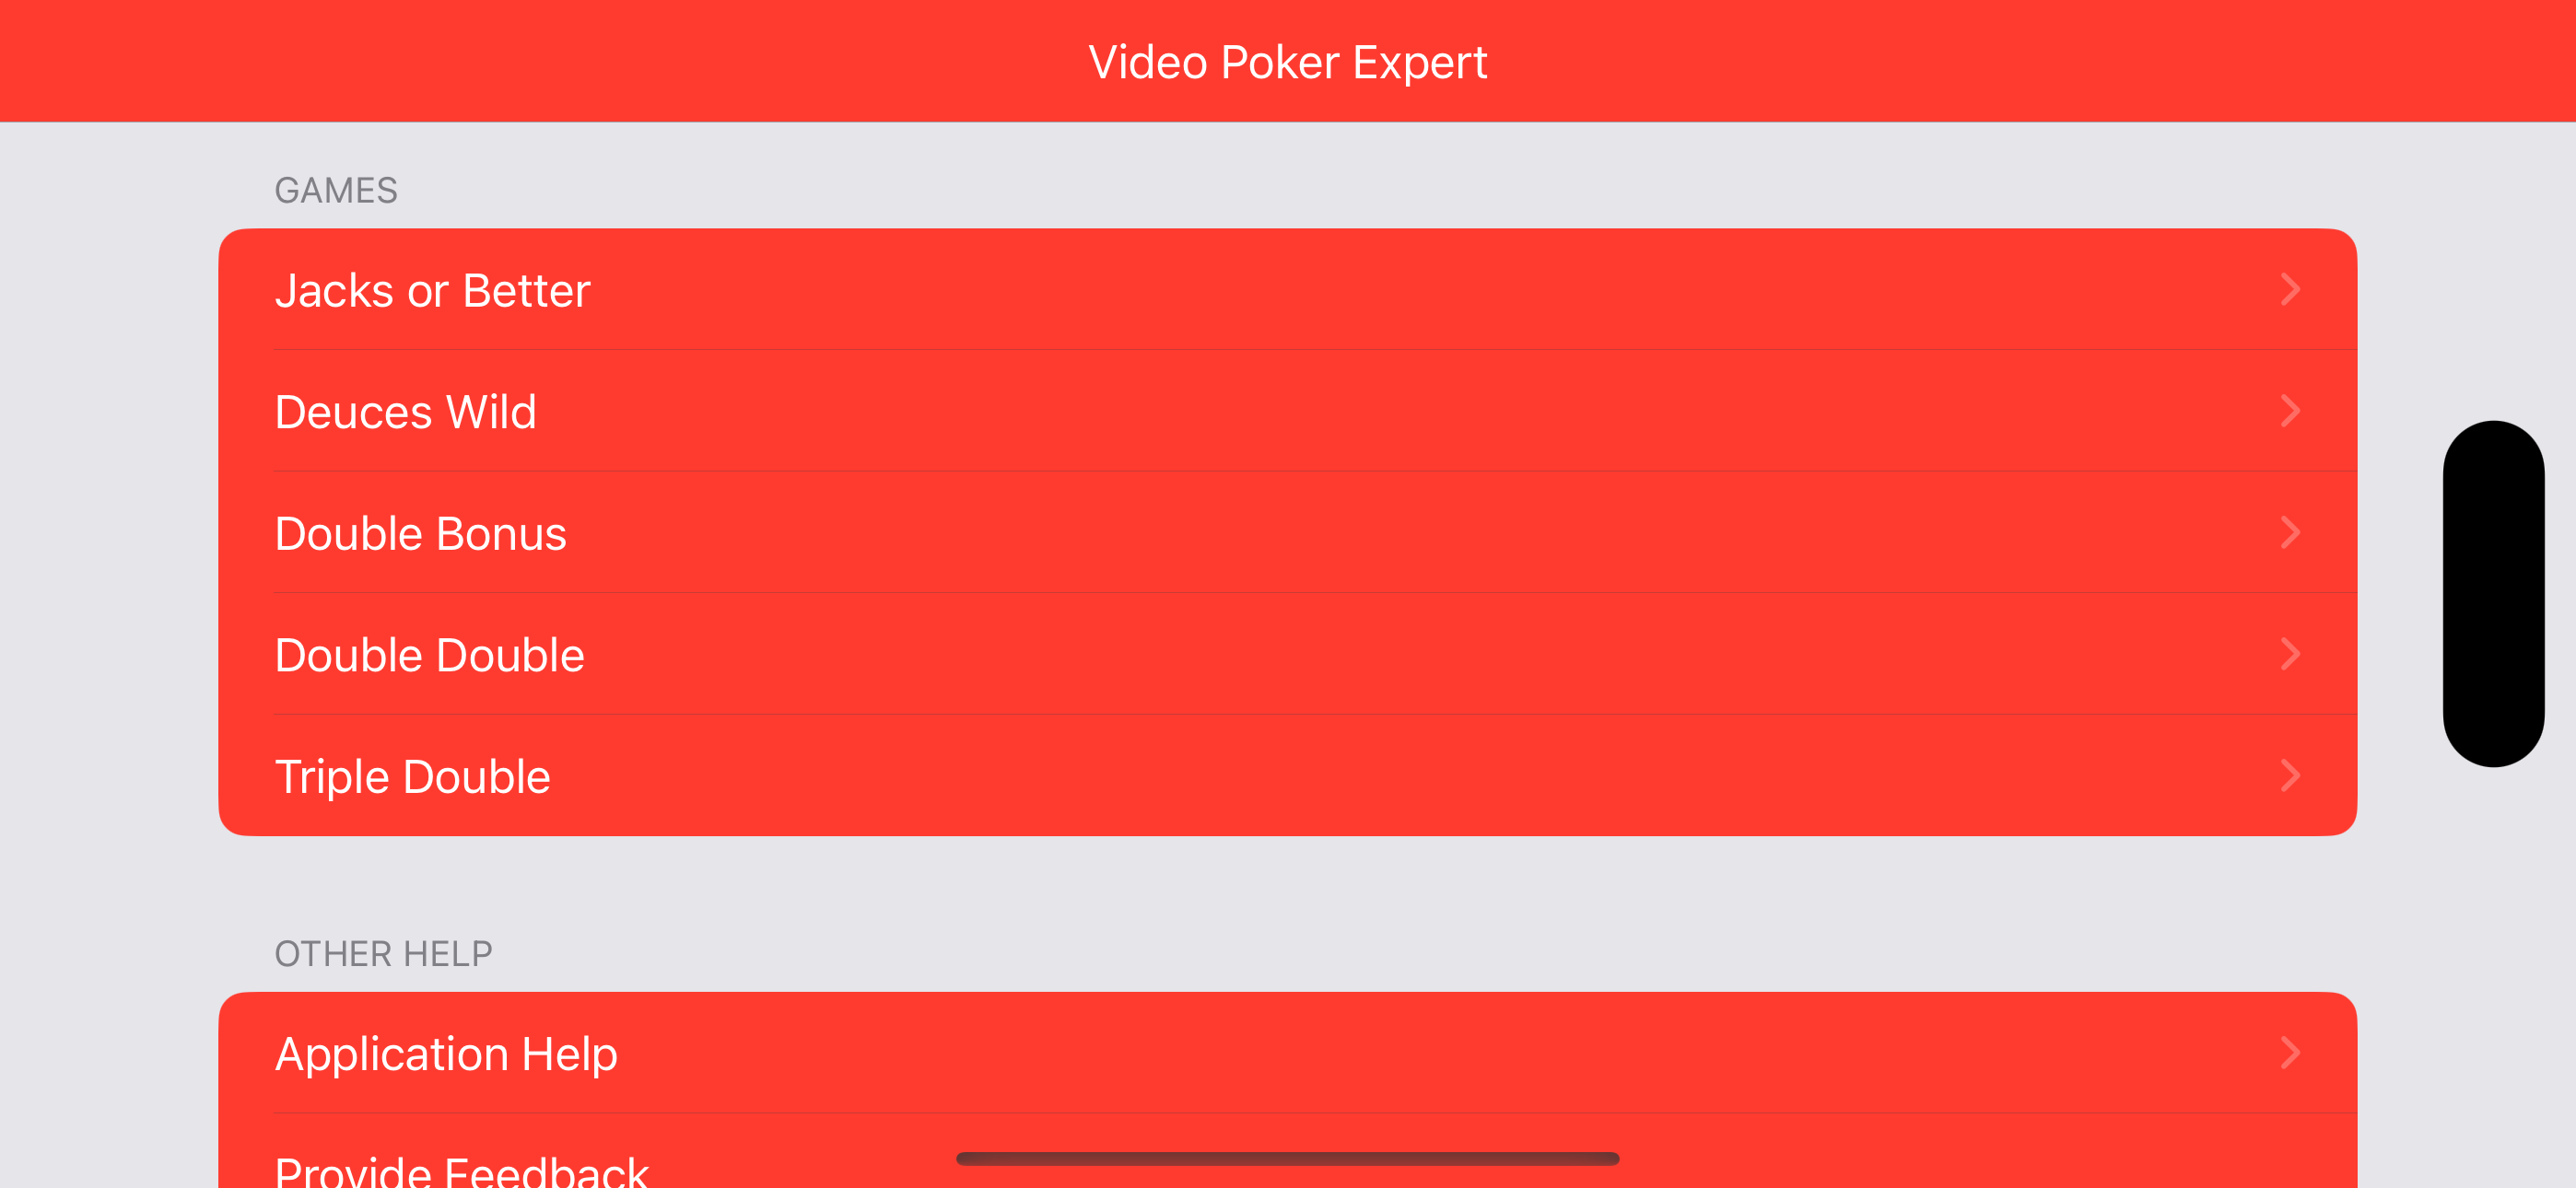 Video Poker Expert
GAMES
Jacks or Better
Deuces Wild
Double Bonus
Double Double
Triple Double
OTHER HELP
Application Help
Provide Feedback